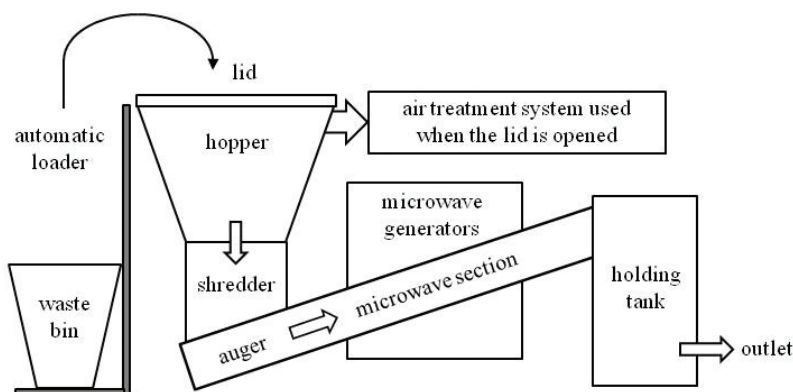 lid
automatic
loader
hopper
air treatment system used
when the lid is opened
microwave
generators
waste
bin
shredder
auger
microwave section
holding
tank
outlet